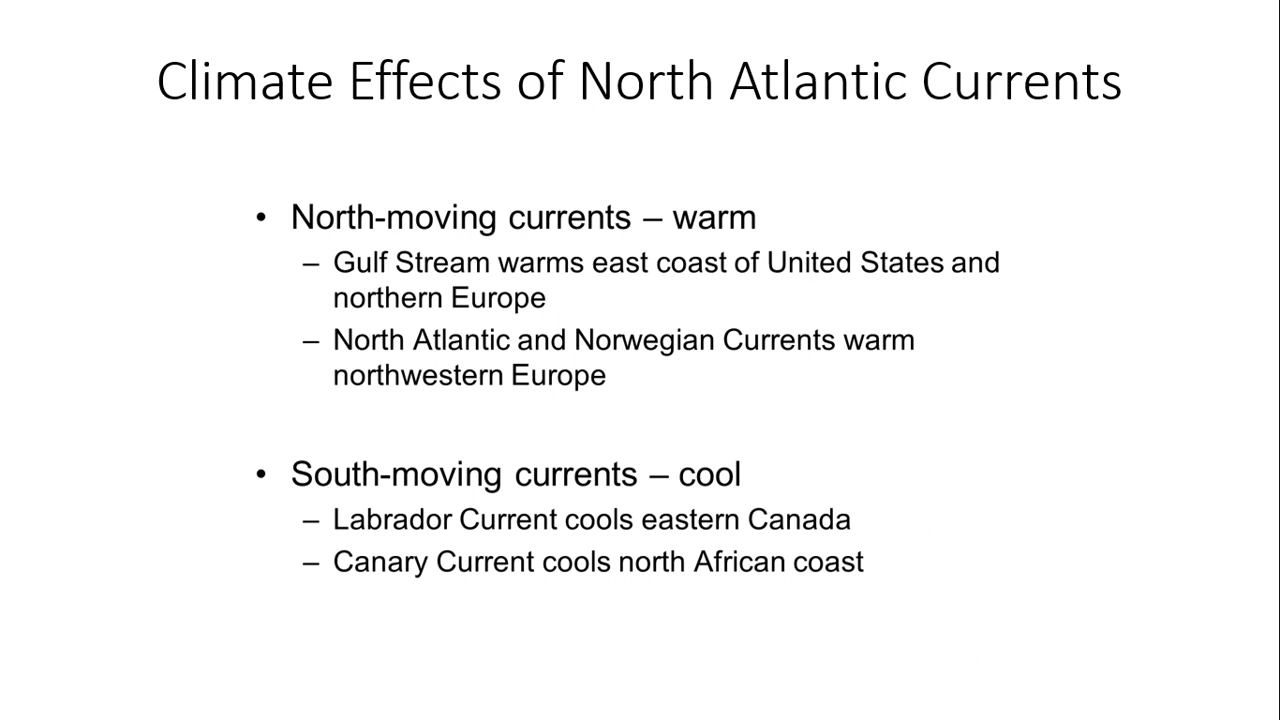 Climate Effects of North Atlantic Currents
• North-moving currents – warm
– Gulf Stream warms east coast of United States and
northern Europe
– North Atlantic and Norwegian Currents warm
northwestern Europe
• South-moving currents – cool
– Labrador Current cools eastern Canada
– Canary Current cools north African coast